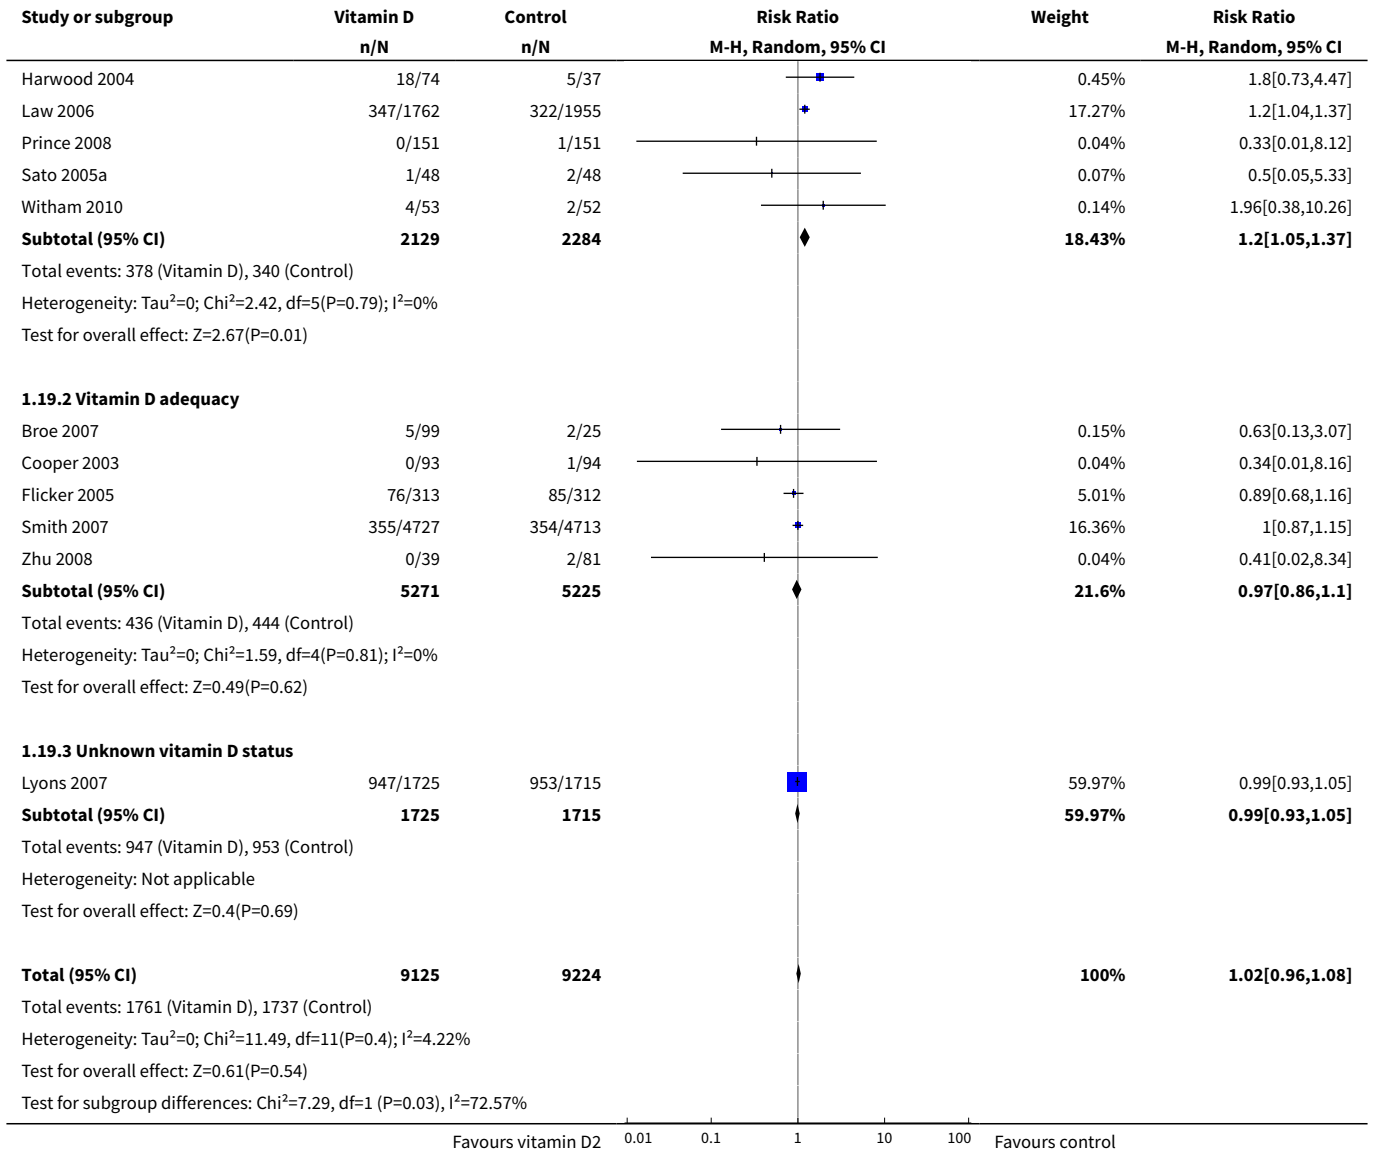 Study or subgroup Vitamin D Control Risk Ratio Weight Risk Ratio
n/N n/N M-H, Random, 95% CI M-H, Random, 95% CI
Harwood 2004 18/74 5/37 0.45% 1.8[0.73,4.47]
Law 2006 347/1762 322/1955 17.27% 1.2[1.04,1.37]
Prince 2008 0/151 1/151 0.04% 0.33[0.01,8.12]
Sato 2005a 1/48 2/48 0.07% 0.5[0.05,5.33]
Witham 2010 4/53 2/52 0.14% 1.96[0.38,10.26]
Subtotal (95% CI) 2129 2284 18.43% 1.2[1.05,1.37]
Total events: 378 (Vitamin D), 340 (Control)
Heterogeneity: Tau²=0; Chi²=2.42, df=5(P=0.79); I²=0%
Test for overall effect: Z=2.67(P=0.01)
1.19.2 Vitamin D adequacy
Broe 2007 5/99 2/25 0.15% 0.63[0.13,3.07]
Cooper 2003 0/93 1/94 0.04% 0.34[0.01,8.16]
Flicker 2005 76/313 85/312 5.01% 0.89[0.68,1.16]
Smith 2007 355/4727 354/4713 16.36% 1[0.87,1.15]
Zhu 2008 0/39 2/81 0.04% 0.41[0.02,8.34]
Subtotal (95% CI) 5271 5225 21.6% 0.97[0.86,1.1]
Total events: 436 (Vitamin D), 444 (Control)
Heterogeneity: Tau²=0; Chi²=1.59, df=4(P=0.81); I²=0%
Test for overall effect: Z=0.49(P=0.62)
1.19.3 Unknown vitamin D status
Lyons 2007 947/1725 953/1715 59.97% 0.99[0.93,1.05]
Subtotal (95% CI) 1725 1715 59.97% 0.99[0.93,1.05]
Total events: 947 (Vitamin D), 953 (Control)
Heterogeneity: Not applicable
Test for overall effect: Z=0.4(P=0.69)
Total (95% CI) 9125 9224 100% 1.02[0.96,1.08]
Total events: 1761 (Vitamin D), 1737 (Control)
Heterogeneity: Tau²=0; Chi²=11.49, df=11(P=0.4); I²=4.22%
Test for overall effect: Z=0.61(P=0.54)
Test for subgroup differences: Chi²=7.29, df=1 (P=0.03), I²=72.57%
Favours vitamin D2 0.01 0.1 1 10 100 Favours control